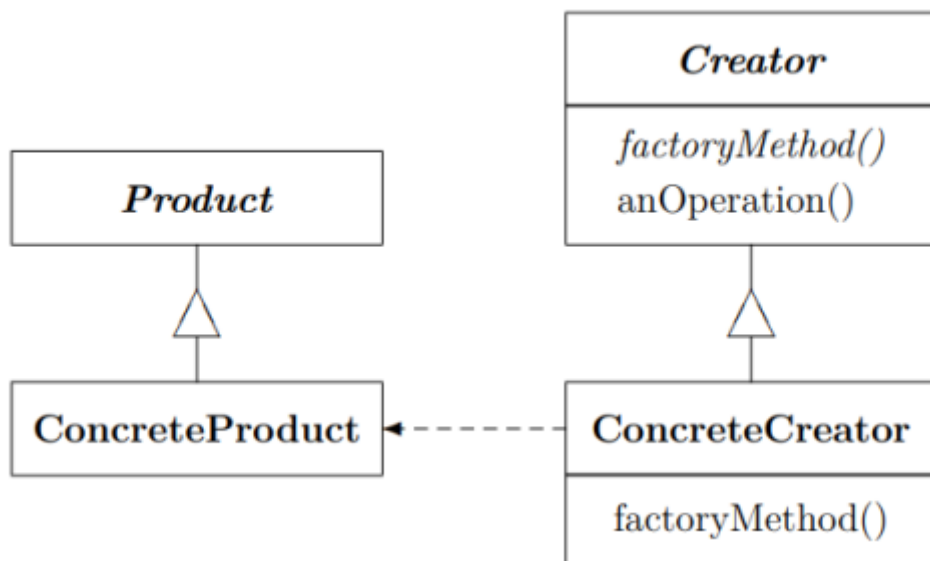 Creator
factoryMethod()
anOperation()
Product
ConcreteProduct
ConcreteCreator
factoryMethod()